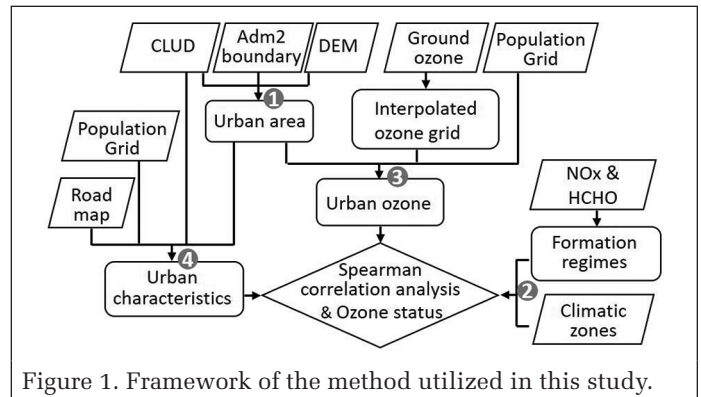 CLUD
Adm2
boundary
DEM
Ground
ozone
Population
Grid
1
Urban area
Interpolated
ozone grid
Population
Grid
Road
map
3
Urban ozone
NOx &
HCHO
4
Urban
characteristics
Spearman
correlation analysis
& Ozone status
Formation
regimes
2
Climatic
zones
Figure 1. Framework of the method utilized in this study.